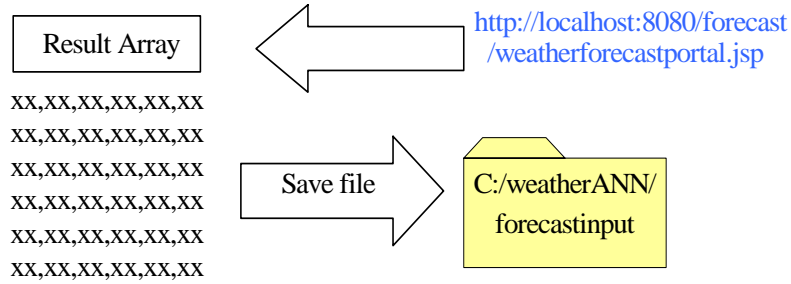 Result Array
http://localhost:8080/forecast
/weatherforecastportal.jsp
xx,xx,xx,xx,xx,xx
xx,xx,xx,xx,xx,xx
xx,xx,xx,xx,xx,xx
xx,xx,xx,xx,xx,xx
xx,xx,xx,xx,xx,xx
xx,xx,xx,xx,xx,xx
Save file
C:/weatherANN/
forecastinput